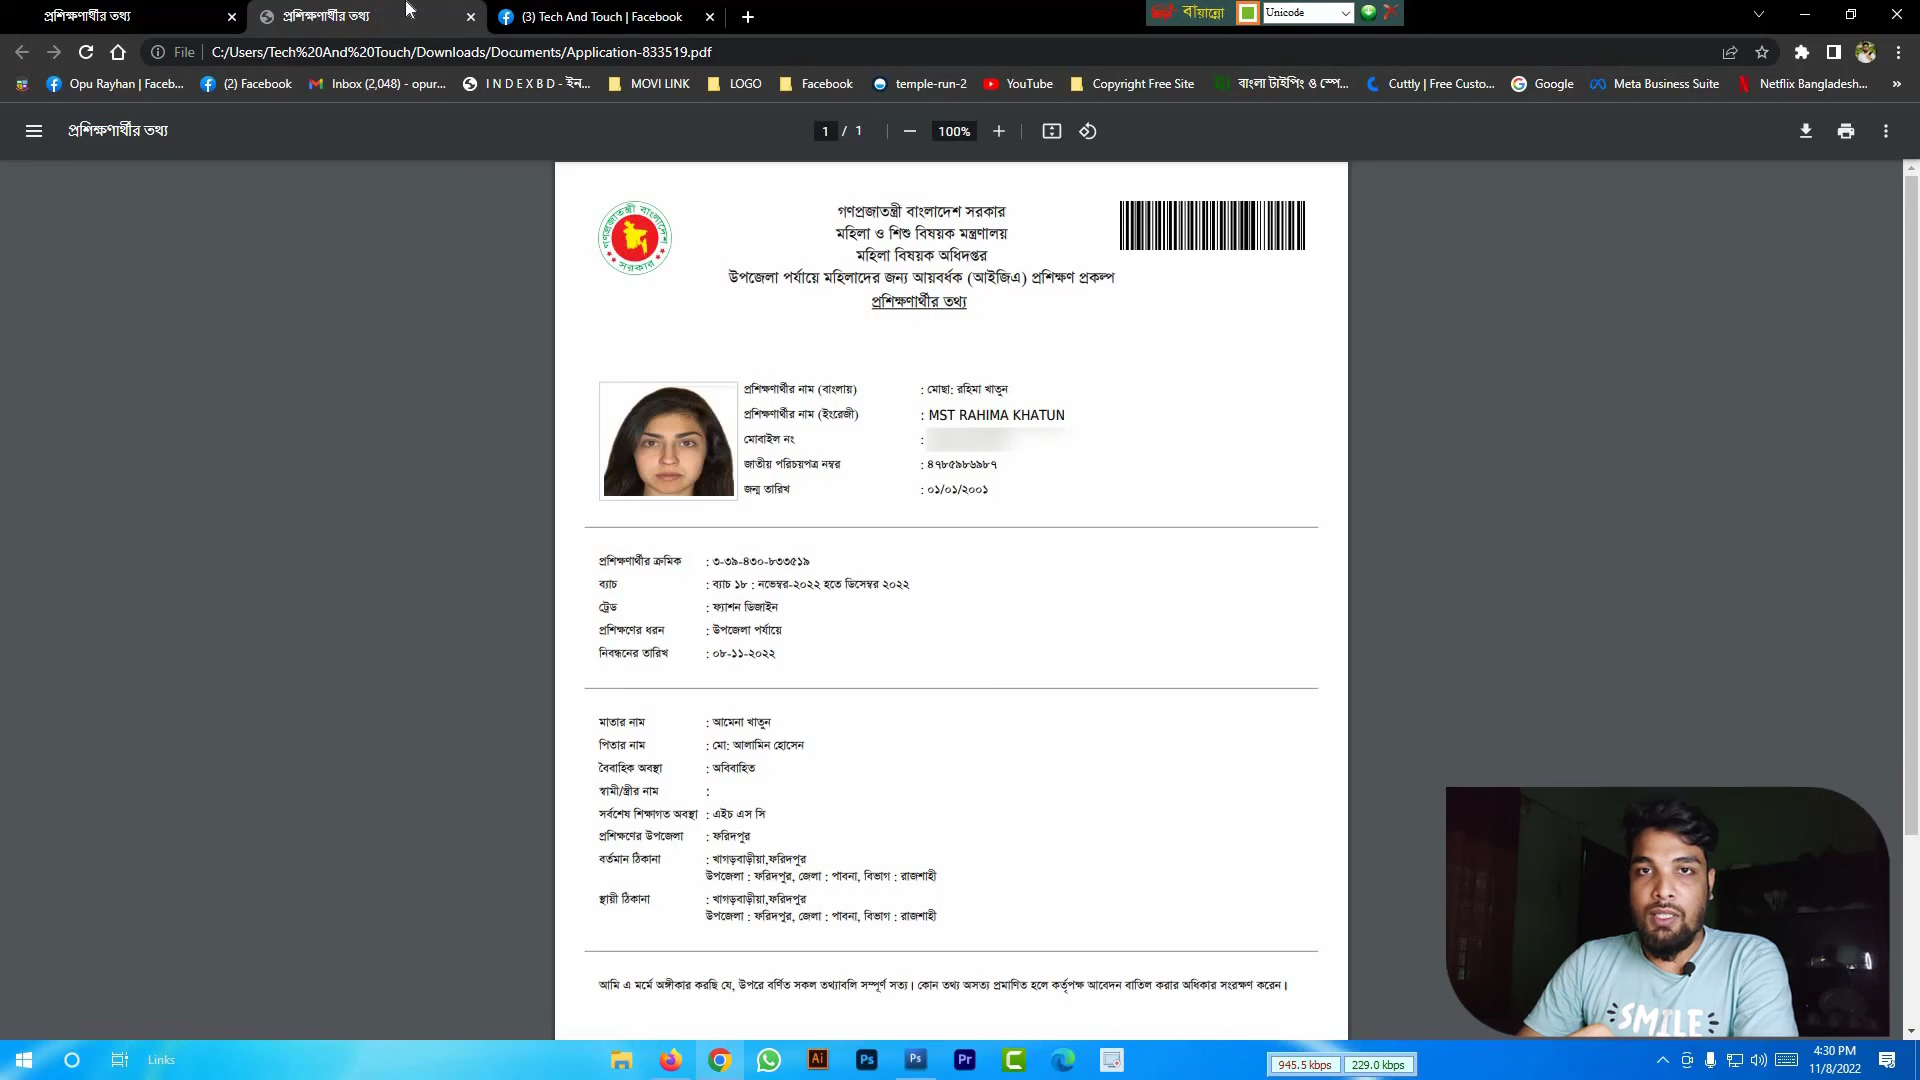 প্রশিক্ষণার্থীর তথ্য
প্রশিক্ষণার্থীর তথ্য
(3) Tech And Touch | Facebook
বায়ান্নো
Unicode
File C:/Users/Tech%20And%20Touch/Downloads/Documents/Application-833519.pdf
Opu Rayhan | Faceb...
(2) Facebook
Inbox (2,048) - opur...
I N D E X B D - ইন...
MOVI LINK
LOGO
Facebook
temple-run-2
YouTube
Copyright Free Site
বাংলা টাইপিং ও স্পে...
Cuttly | Free Custo...
Google
Meta Business Suite
Netflix Bangladesh...
প্রশিক্ষণার্থীর তথ্য
1 / 1
100%
গণপ্রজাতন্ত্রী বাংলাদেশ সরকার
মহিলা ও শিশু বিষয়ক মন্ত্রণালয়
মহিলা বিষয়ক অধিদপ্তর
উপজেলা পর্যায়ে মহিলাদের জন্য আয়বর্ধক (আইজিএ) প্রশিক্ষণ প্রকল্প
প্রশিক্ষণার্থীর তথ্য
গণপ্রজাতন্ত্রী বাংলাদেশ
সরকার
প্রশিক্ষণার্থীর নাম (বাংলায়) : মোছা: রহিমা খাতুন
প্রশিক্ষণার্থীর নাম (ইংরেজী) : MST RAHIMA KHATUN
মোবাইল নং :
জাতীয় পরিচয়পত্র নম্বর : ৪৭৮৫৯৮৬৯৮৭
জন্ম তারিখ : ০১/০১/২০০১
প্রশিক্ষণার্থীর ক্রমিক : ৩-৩৯-৪৩০-৮৩৩৫১৯
ব্যাচ : ব্যাচ ১৮ : নভেম্বর-২০২২ হতে ডিসেম্বর ২০২২
ট্রেড : ফ্যাশন ডিজাইন
প্রশিক্ষণের ধরন : উপজেলা পর্যায়ে
নিবন্ধনের তারিখ : ০৮-১১-২০২২
মাতার নাম : আমেনা খাতুন
পিতার নাম : মো: আলামিন হোসেন
বৈবাহিক অবস্থা : অবিবাহিত
স্বামী/স্ত্রীর নাম :
সর্বশেষ শিক্ষাগত অবস্থা : এইচ এস সি
প্রশিক্ষণের উপজেলা : ফরিদপুর
বর্তমান ঠিকানা : খাগড়বাড়ীয়া,ফরিদপুর
উপজেলা : ফরিদপুর, জেলা : পাবনা, বিভাগ : রাজশাহী
স্থায়ী ঠিকানা : খাগড়বাড়ীয়া,ফরিদপুর
উপজেলা : ফরিদপুর, জেলা : পাবনা, বিভাগ : রাজশাহী
আমি এ মর্মে অঙ্গীকার করছি যে, উপরে বর্ণিত সকল তথ্যাবলি সম্পূর্ণ সত্য। কোন তথ্য অসত্য প্রমাণিত হলে কর্তৃপক্ষ আবেদন বাতিল করার অধিকার সংরক্ষণ করেন।
SMILE
Links
945.5 kbps
229.0 kbps
4:30 PM
11/8/2022